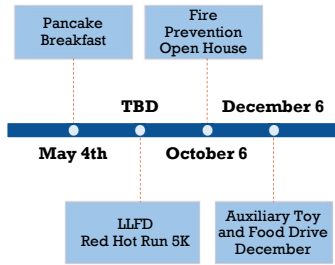 Pancake
Breakfast
Fire
Prevention
Open House
TBD
December 6
May 4th
October 6
LLFD
Red Hot Run 5K
Auxiliary Toy
and Food Drive
December